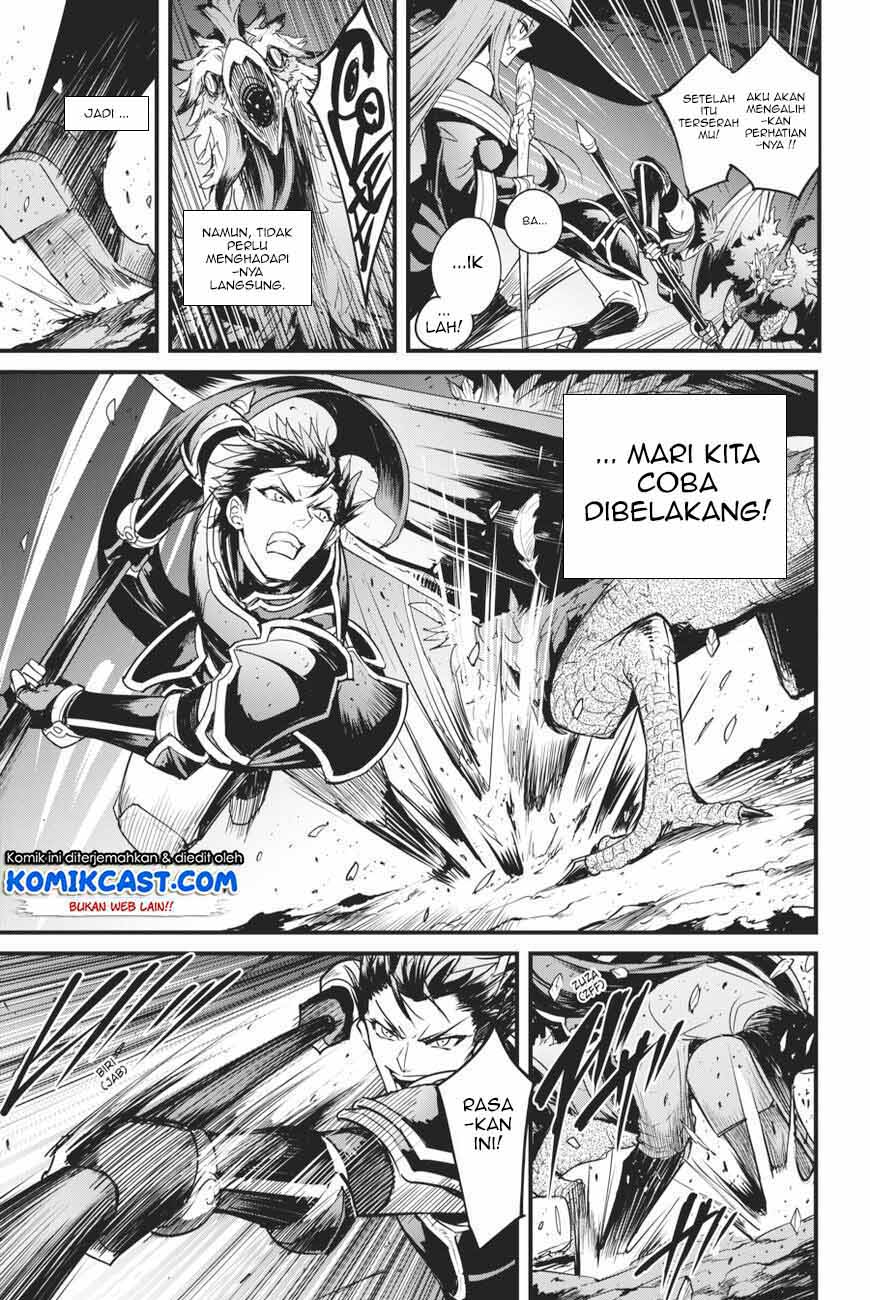 AKU AKAN
MENGALIH
-KAN
PERHATIAN
-NYA !!
SETELAH
ITU
TERSERAH
MU!
BA...
...IK
...
LAH!
NAMUN, TIDAK
PERLU
MENGHADAPI
-NYA
LANGSUNG.
JADI ...
... MARI KITA
COBA
DIBELAKANG!
Komik ini diterjemahkan & diedit oleh
KOMIKCAST.COM
BUKAN WEB LAIN!!
ZUZA
(ZFF)
RASA
-KAN
INI!
BIRI
(JAB)